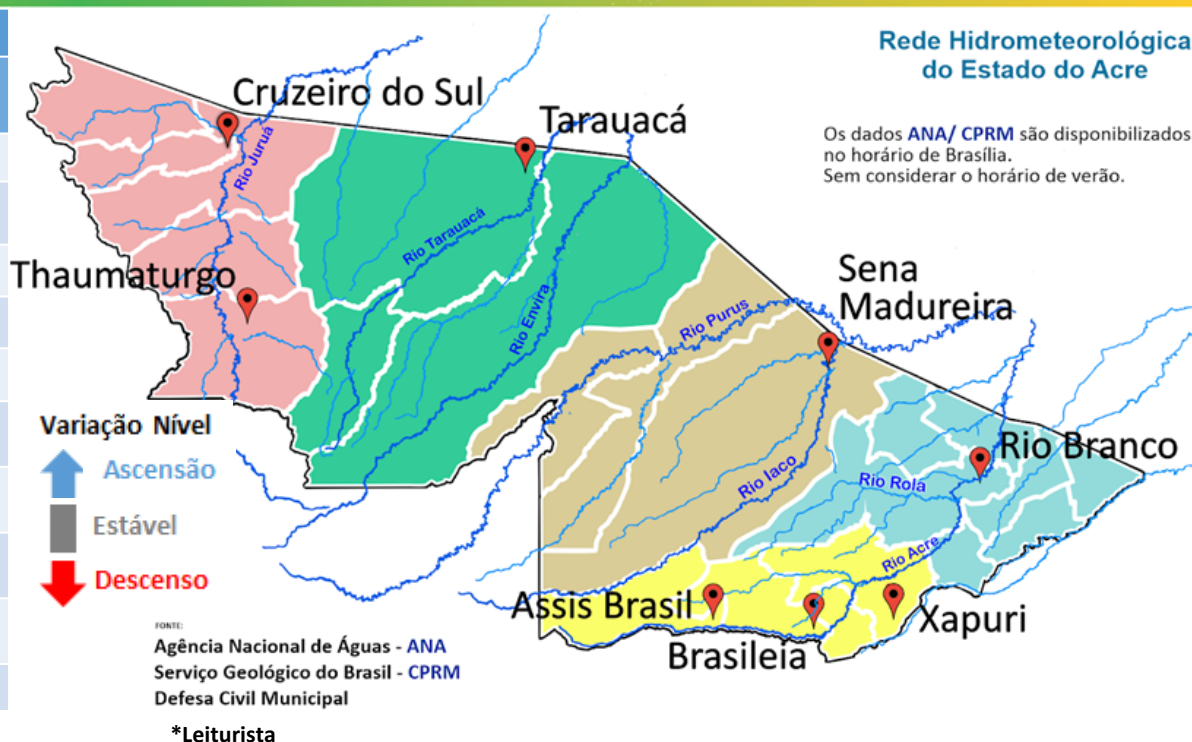 Rede Hidrometeorológica
do Estado do Acre
Os dados ANA/ CPRM são disponibilizados
no horário de Brasília.
Sem considerar o horário de verão.
Cruzeiro do Sul
Tarauacá
Rio Juruá
Rio Tarauacá
Thaumaturgo
Rio Envira
Sena
Madureira
Rio Purus
Rio Branco
Rio Iaco
Rio Rola
Rio Acre
Assis Brasil
Xapuri
Brasileia
Variação Nível
Ascensão
Estável
Descenso
FONTE:
Agência Nacional de Águas - ANA
Serviço Geológico do Brasil - CPRM
Defesa Civil Municipal
*Leiturista